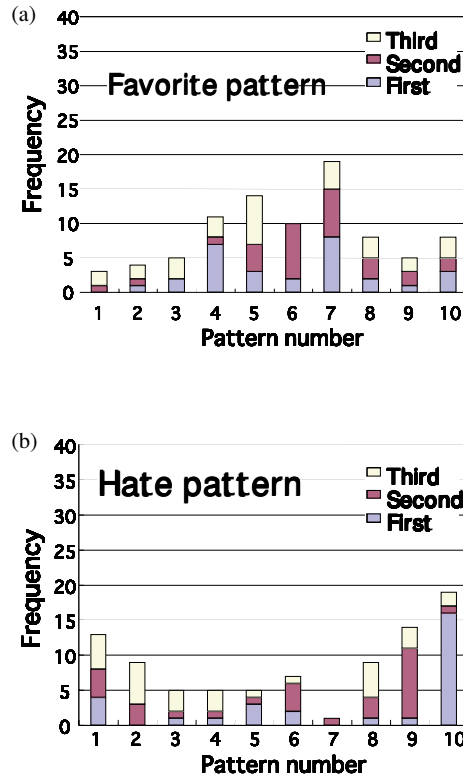 (a)
40
35
30
25
20
15
10
5
0
Frequency
Favorite pattern
Third
Second
First
1 2 3 4 5 6 7 8 9 10
Pattern number
(b)
40
35
30
25
20
15
10
5
0
Frequency
Hate pattern
Third
Second
First
1 2 3 4 5 6 7 8 9 10
Pattern number